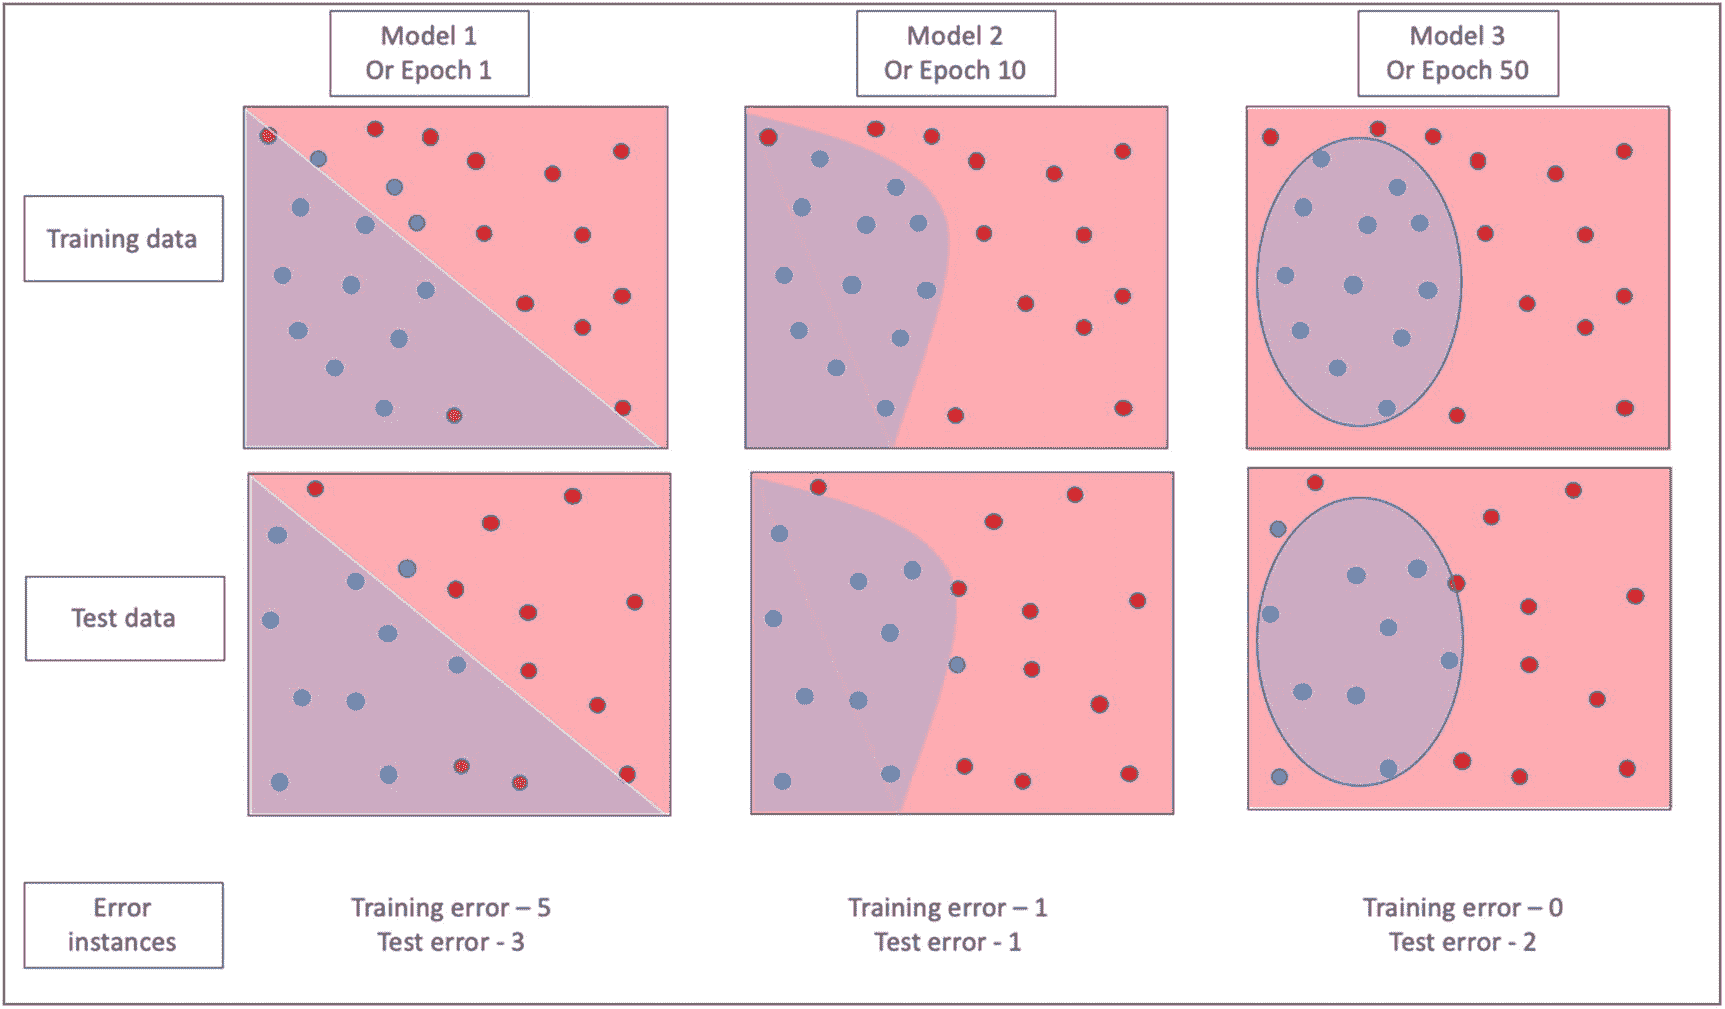 Model 1
Or Epoch 1
Model 2
Or Epoch 10
Model 3
Or Epoch 50
Training data
Test data
Error
instances
Training error – 5
Test error - 3
Training error – 1
Test error - 1
Training error – 0
Test error - 2